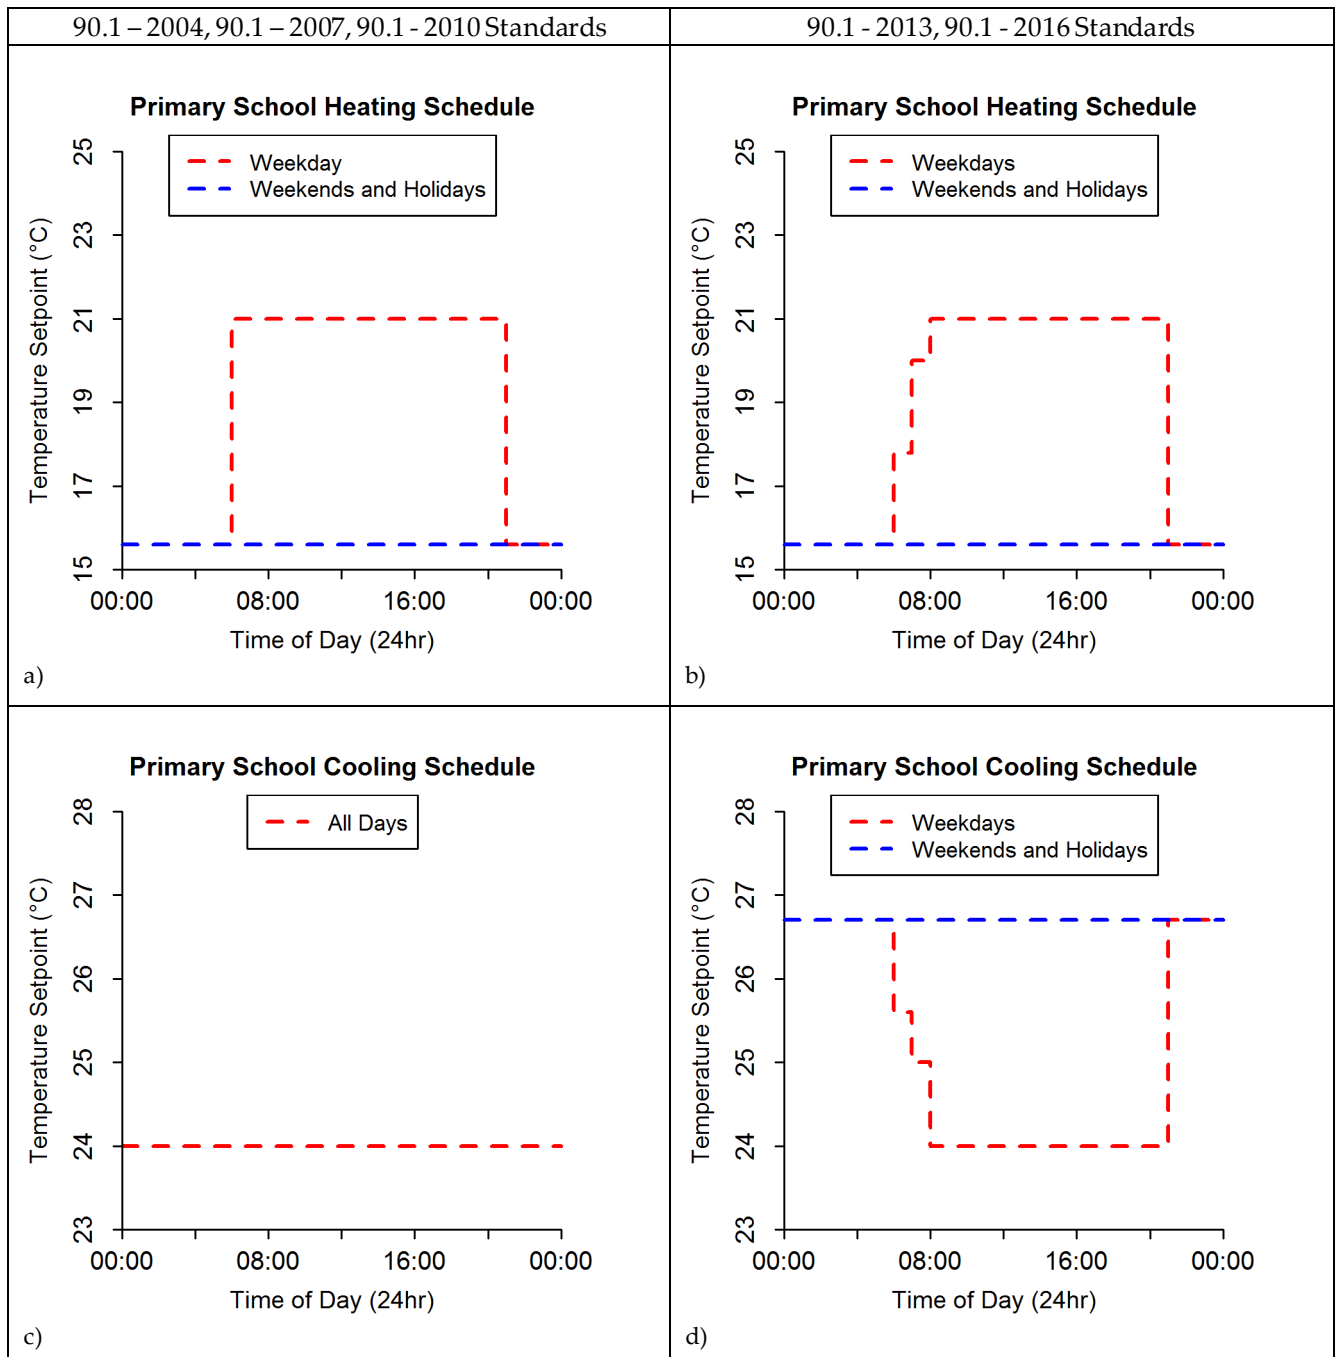 90.1 – 2004, 90.1 – 2007, 90.1 - 2010 Standards
90.1 - 2013, 90.1 - 2016 Standards
Primary School Heating Schedule
Weekday
Weekends and Holidays
25
23
21
19
17
15
Temperature Setpoint (°C)
00:00 08:00 16:00 00:00
Time of Day (24hr)
a)
Primary School Heating Schedule
Weekdays
Weekends and Holidays
25
23
21
19
17
15
Temperature Setpoint (°C)
00:00 08:00 16:00 00:00
Time of Day (24hr)
b)
Primary School Cooling Schedule
All Days
28
27
26
25
24
23
Temperature Setpoint (°C)
00:00 08:00 16:00 00:00
Time of Day (24hr)
c)
Primary School Cooling Schedule
Weekdays
Weekends and Holidays
28
27
26
25
24
23
Temperature Setpoint (°C)
00:00 08:00 16:00 00:00
Time of Day (24hr)
d)